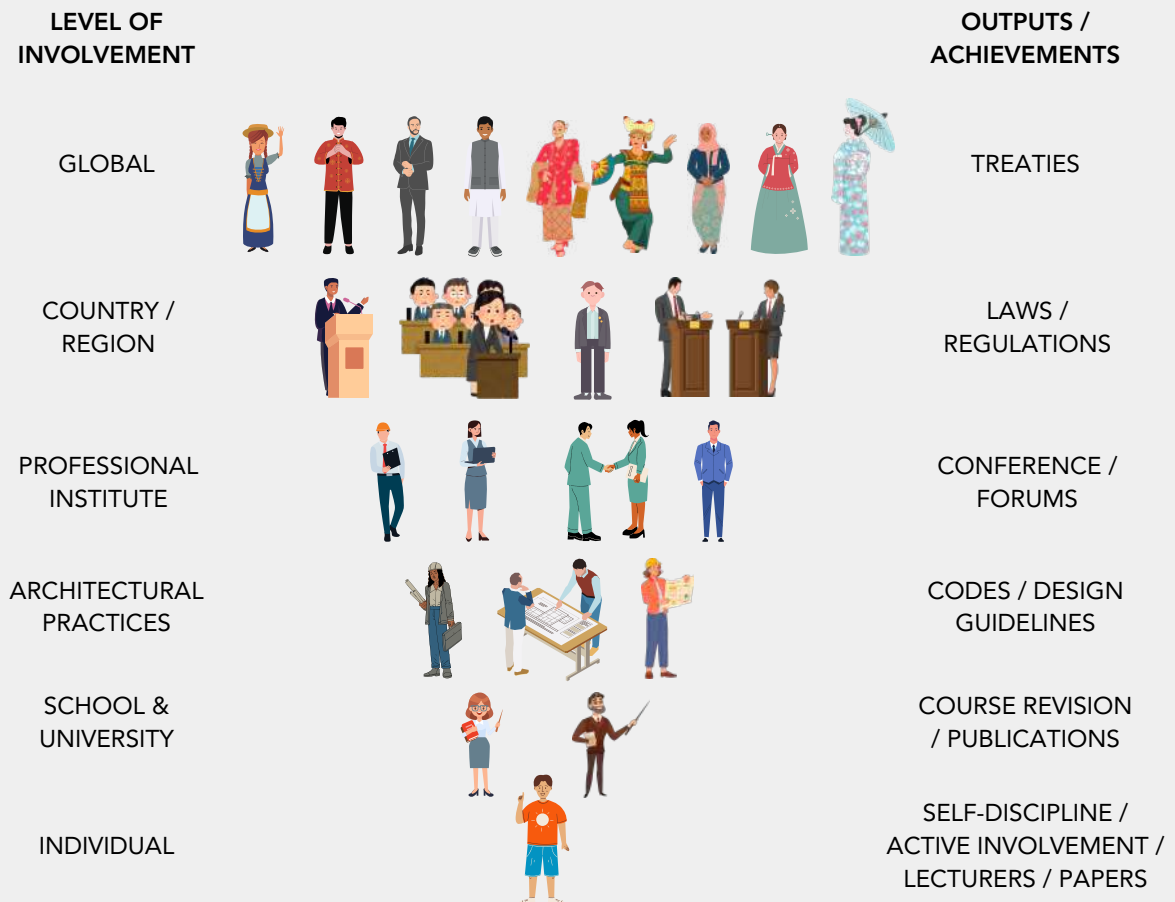 LEVEL OF
INVOLVEMENT
OUTPUTS /
ACHIEVEMENTS
GLOBAL
TREATIES
COUNTRY /
REGION
LAWS /
REGULATIONS
PROFESSIONAL
INSTITUTE
CONFERENCE /
FORUMS
ARCHITECTURAL
PRACTICES
CODES / DESIGN
GUIDELINES
SCHOOL &
UNIVERSITY
COURSE REVISION
/ PUBLICATIONS
INDIVIDUAL
SELF-DISCIPLINE /
ACTIVE INVOLVEMENT /
LECTURERS / PAPERS